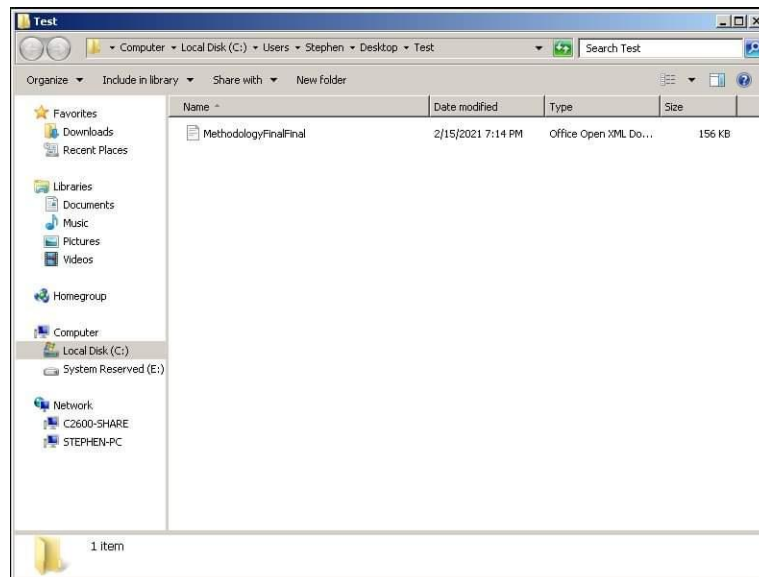 Test
Computer Local Disk (C:) Users Stephen Desktop Test
Search Test
Organize Include in library Share with New folder
Favorites
Downloads
Recent Places
Libraries
Documents
Music
Pictures
Videos
Homegroup
Computer
Local Disk (C:)
System Reserved (E:)
Network
C2600-SHARE
STEPHEN-PC
Name Date modified Type Size
MethodologyFinalFinal 2/15/2021 7:14 PM Office Open XML Do... 156 KB
1 item